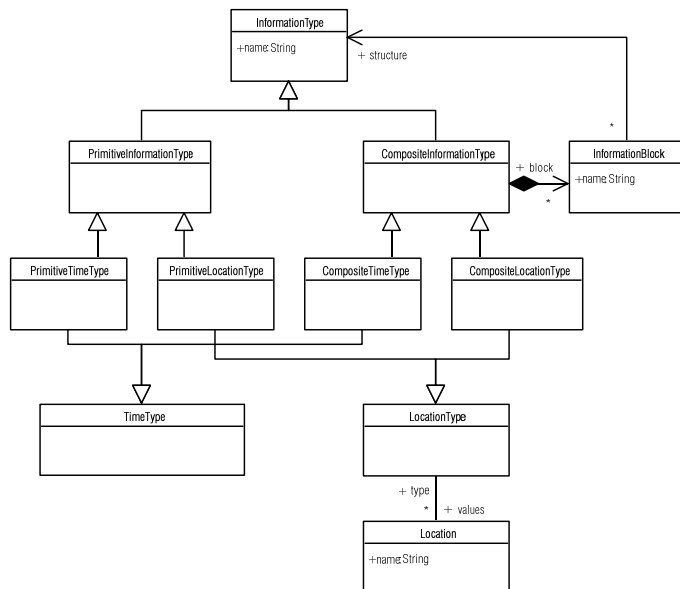 InformationType
+name:String
+ structure
*
PrimitiveInformationType
CompositeInformationType
InformationBlock
+ block
+name:String
*
PrimitiveTimeType
PrimitiveLocationType
CompositeTimeType
CompositeLocationType
TimeType
LocationType
+ type
* + values
Location
+name:String